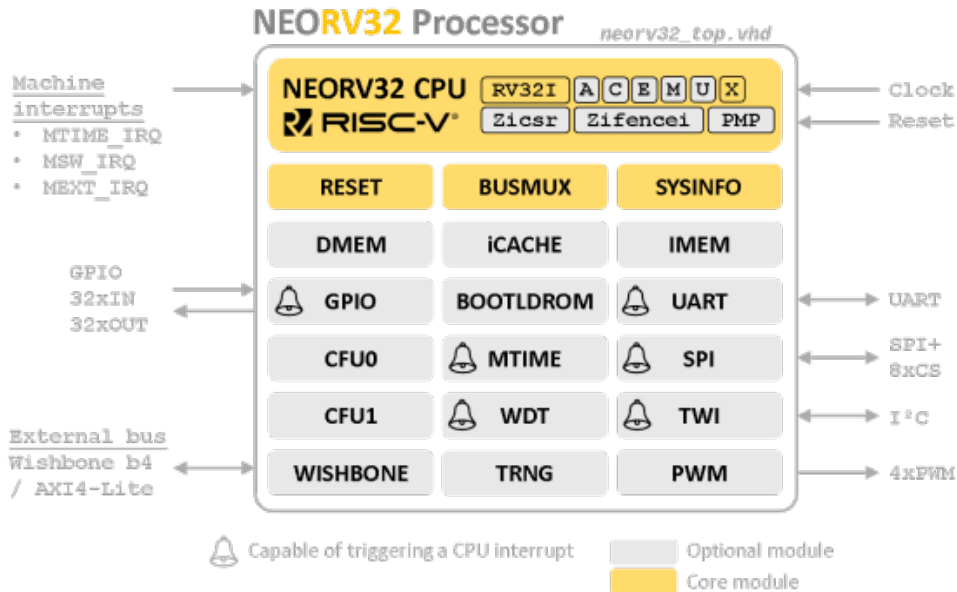 NEORV32 Processor
neorv32_top.vhd
Machine
interrupts
• MTIME_IRQ
• MSW_IRQ
• MEXT_IRQ
NEORV32 CPU
RV32I A C E M U X
RISC-V®
Zicsr Zifencei PMP
Clock
Reset
RESET BUSMUX SYSINFO
DMEM iCACHE IMEM
GPIO
32xIN
32xOUT
GPIO BOOTLDROM UART
UART
CFU0 MTIME SPI
SPI+
8xCS
CFU1 WDT TWI
I²C
External bus
Wishbone b4
/ AXI4-Lite
WISHBONE TRNG PWM
4xPWM
Capable of triggering a CPU interrupt
Optional module
Core module